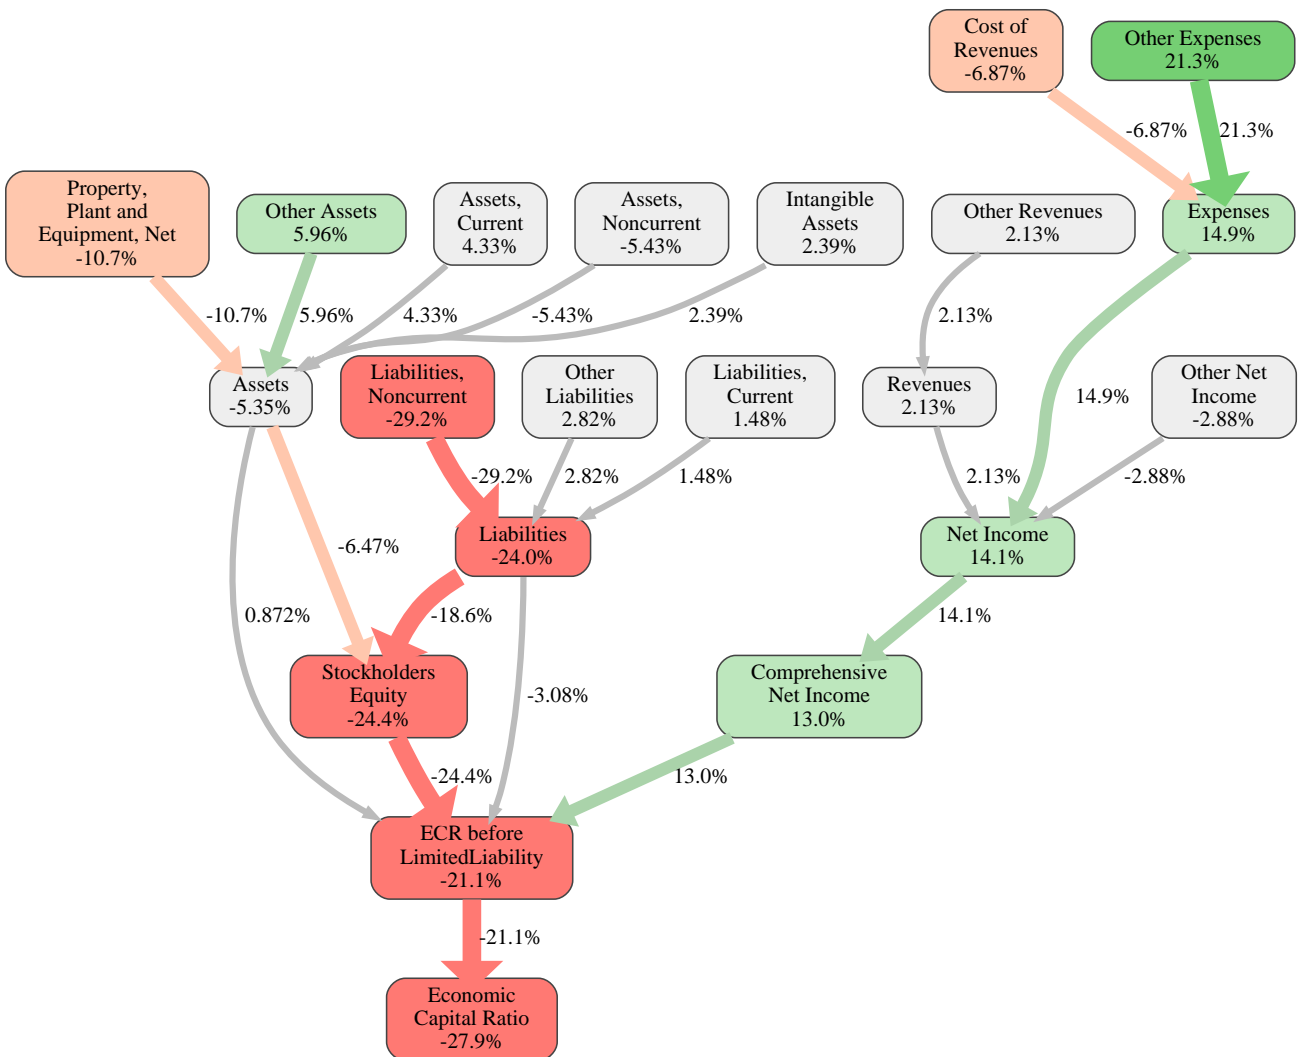 Cost of
Revenues
-6.87%
Other Expenses
21.3%
-6.87%
21.3%
Property,
Plant and
Equipment, Net
-10.7%
Other Assets
5.96%
Assets,
Current
4.33%
Assets,
Noncurrent
-5.43%
Intangible
Assets
2.39%
Other Revenues
2.13%
Expenses
14.9%
-10.7%
5.96%
4.33%
-5.43%
2.39%
2.13%
Assets
-5.35%
Liabilities,
Noncurrent
-29.2%
Other
Liabilities
2.82%
Liabilities,
Current
1.48%
Revenues
2.13%
14.9%
Other Net
Income
-2.88%
-29.2%
2.82%
1.48%
2.13%
-2.88%
Liabilities
-24.0%
Net Income
14.1%
-6.47%
0.872%
-18.6%
14.1%
Stockholders
Equity
-24.4%
-3.08%
Comprehensive
Net Income
13.0%
-24.4%
13.0%
ECR before
LimitedLiability
-21.1%
-21.1%
Economic
Capital Ratio
-27.9%